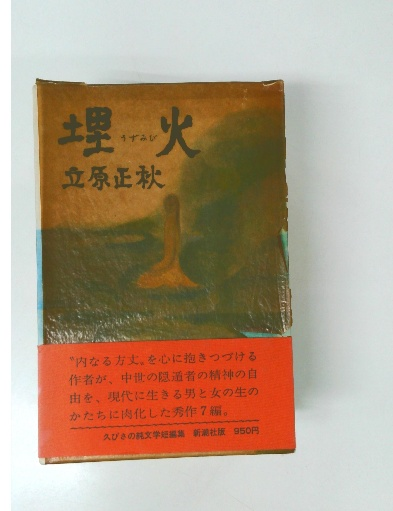 埋火
うずみび
立原正秋
〝内なる方丈〟を心に抱きつづける
作者が、中世の隠遁者の精神の自
由を、現代に生きる男と女の生の
かたちに肉化した秀作7編。
久びさの純文学短編集 新潮社版 950円